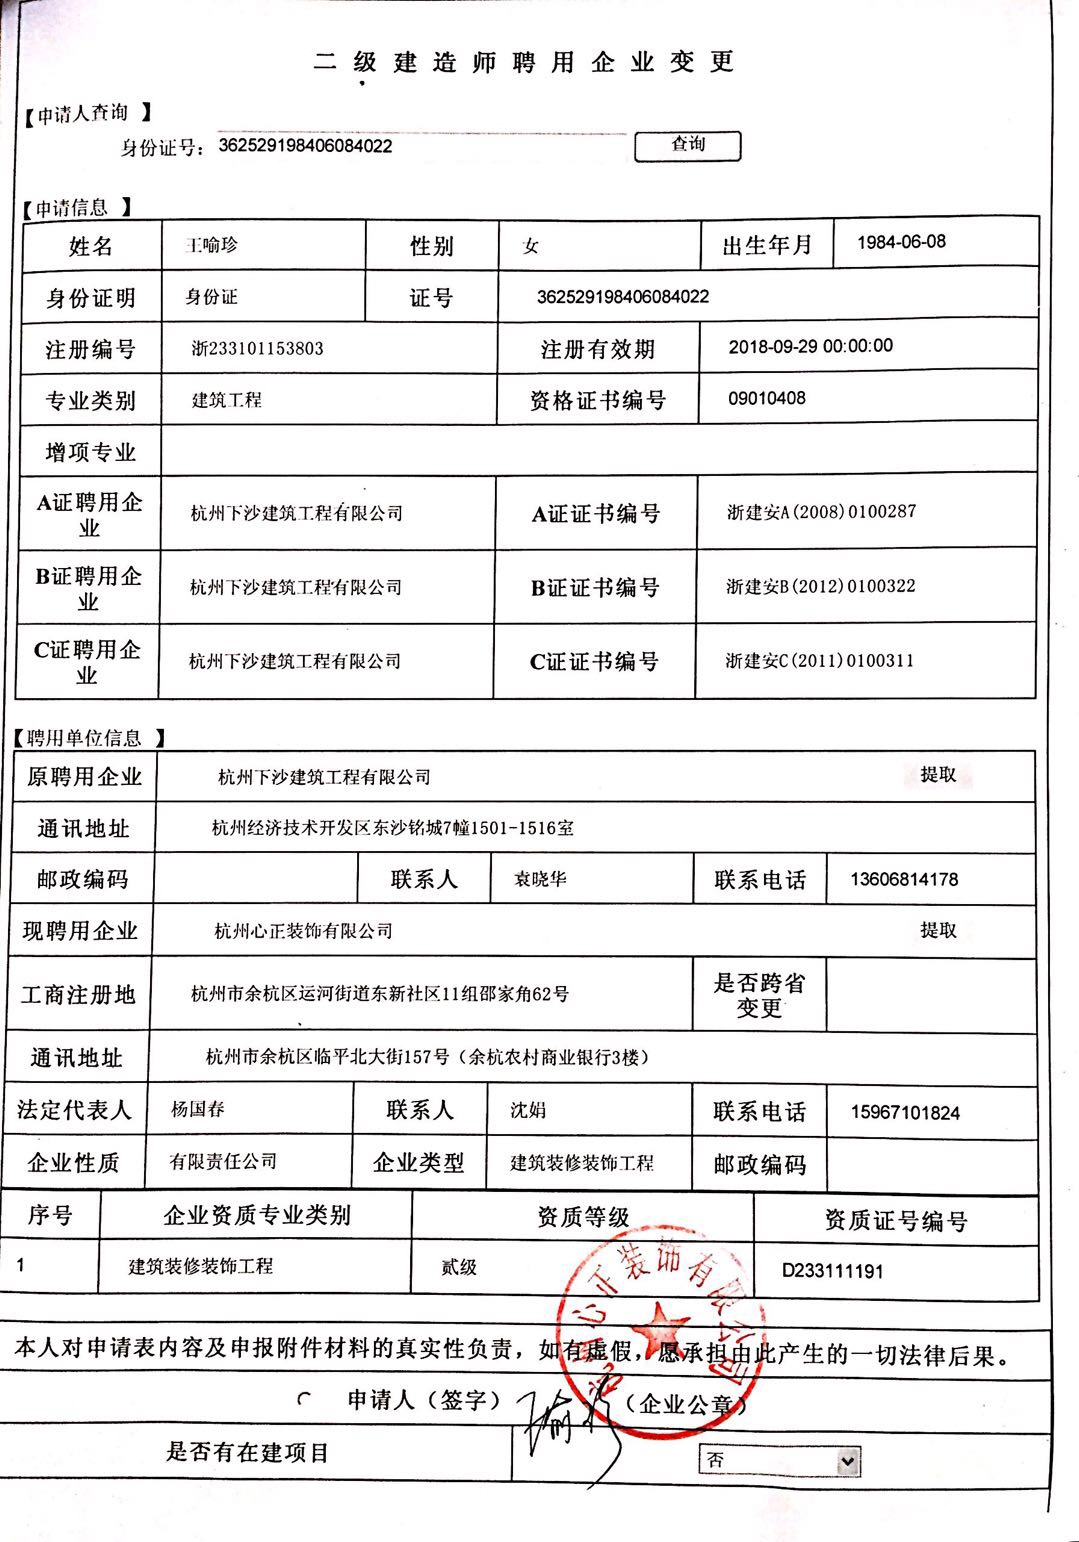 二级建造师聘用企业变更
【申请人查询 】
身份证号: 362529198406084022 查询
【申请信息 】
姓名 王喻珍 性别 女 出生年月 1984-06-08
身份证明 身份证 证号 362529198406084022
注册编号 浙233101153803 注册有效期 2018-09-29 00:00:00
专业类别 建筑工程 资格证书编号 09010408
增项专业
A证聘用企业 杭州下沙建筑工程有限公司 A证证书编号 浙建安A(2008)0100287
B证聘用企业 杭州下沙建筑工程有限公司 B证证书编号 浙建安B(2012)0100322
C证聘用企业 杭州下沙建筑工程有限公司 C证证书编号 浙建安C(2011)0100311
【聘用单位信息 】
原聘用企业 杭州下沙建筑工程有限公司 提取
通讯地址 杭州经济技术开发区东沙铭城7幢1501-1516室
邮政编码 联系人 袁晓华 联系电话 13606814178
现聘用企业 杭州心正装饰有限公司 提取
工商注册地 杭州市余杭区运河街道东新社区11组邵家角62号 是否跨省变更
通讯地址 杭州市余杭区临平北大街157号（余杭农村商业银行3楼）
法定代表人 杨国春 联系人 沈娟 联系电话 15967101824
企业性质 有限责任公司 企业类型 建筑装修装饰工程 邮政编码
序号 企业资质专业类别 资质等级 资质证号编号
1 建筑装修装饰工程 贰级 D233111191
杭州心正装饰有限公司
本人对申请表内容及申报附件材料的真实性负责，如有虚假，愿承担由此产生的一切法律后果。
申请人（签字） 王喻珍 （企业公章）
是否有在建项目 否